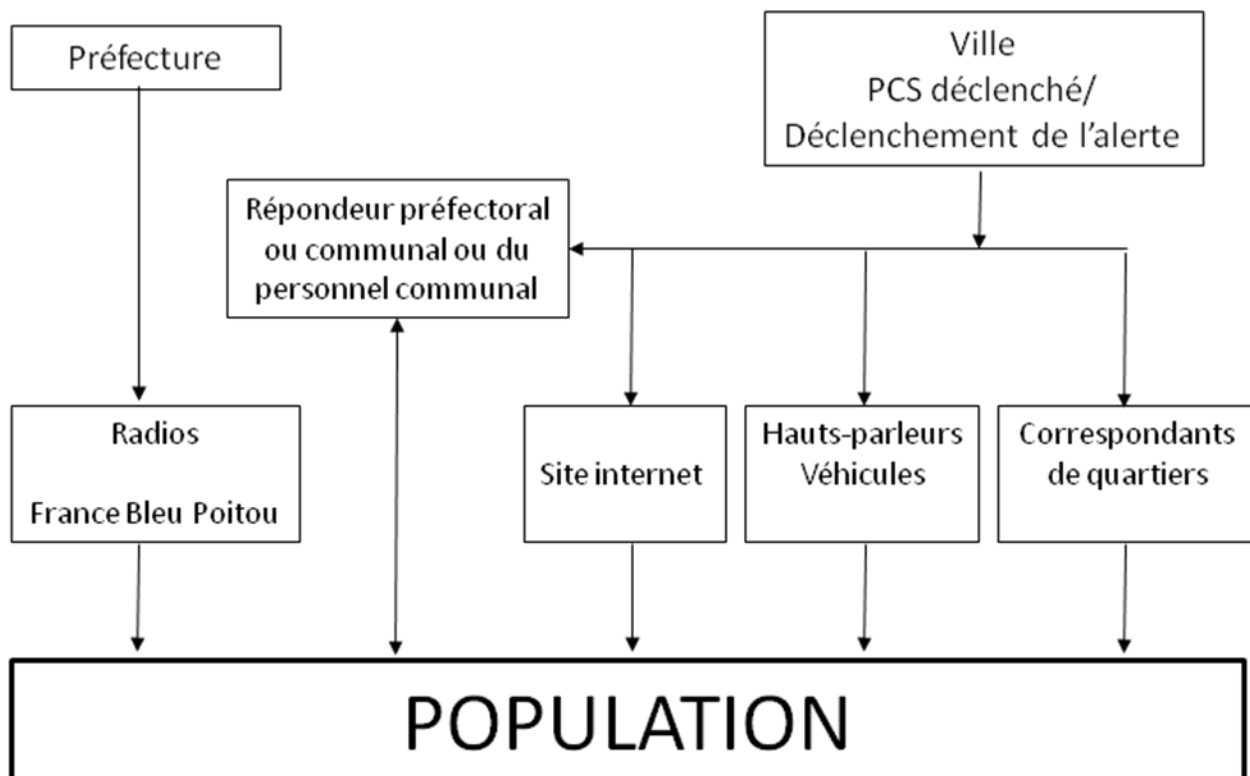 Préfecture
Ville
PCS déclenché/
Déclenchement de l'alerte
Répondeur préfectoral
ou communal ou du
personnel communal
Radios
France Bleu Poitou
Site internet
Hauts-parleurs
Véhicules
Correspondants
de quartiers
POPULATION